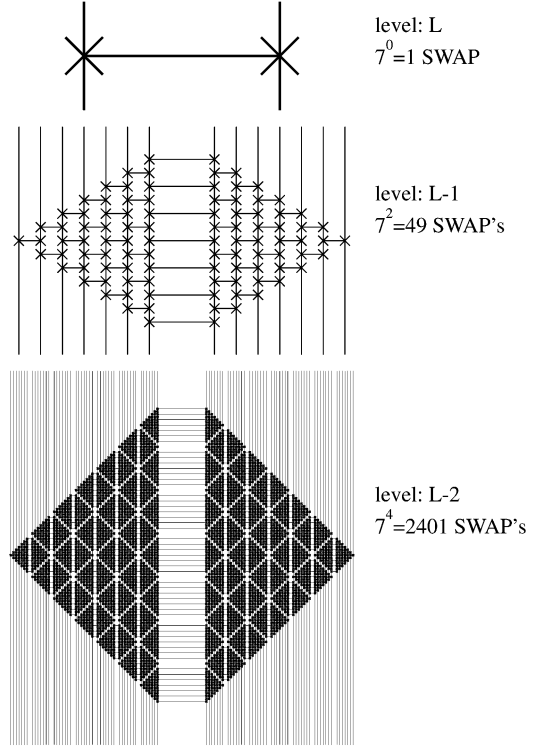 level: L
7^0=1 SWAP
level: L-1
7^2=49 SWAP's
level: L-2
7^4=2401 SWAP's